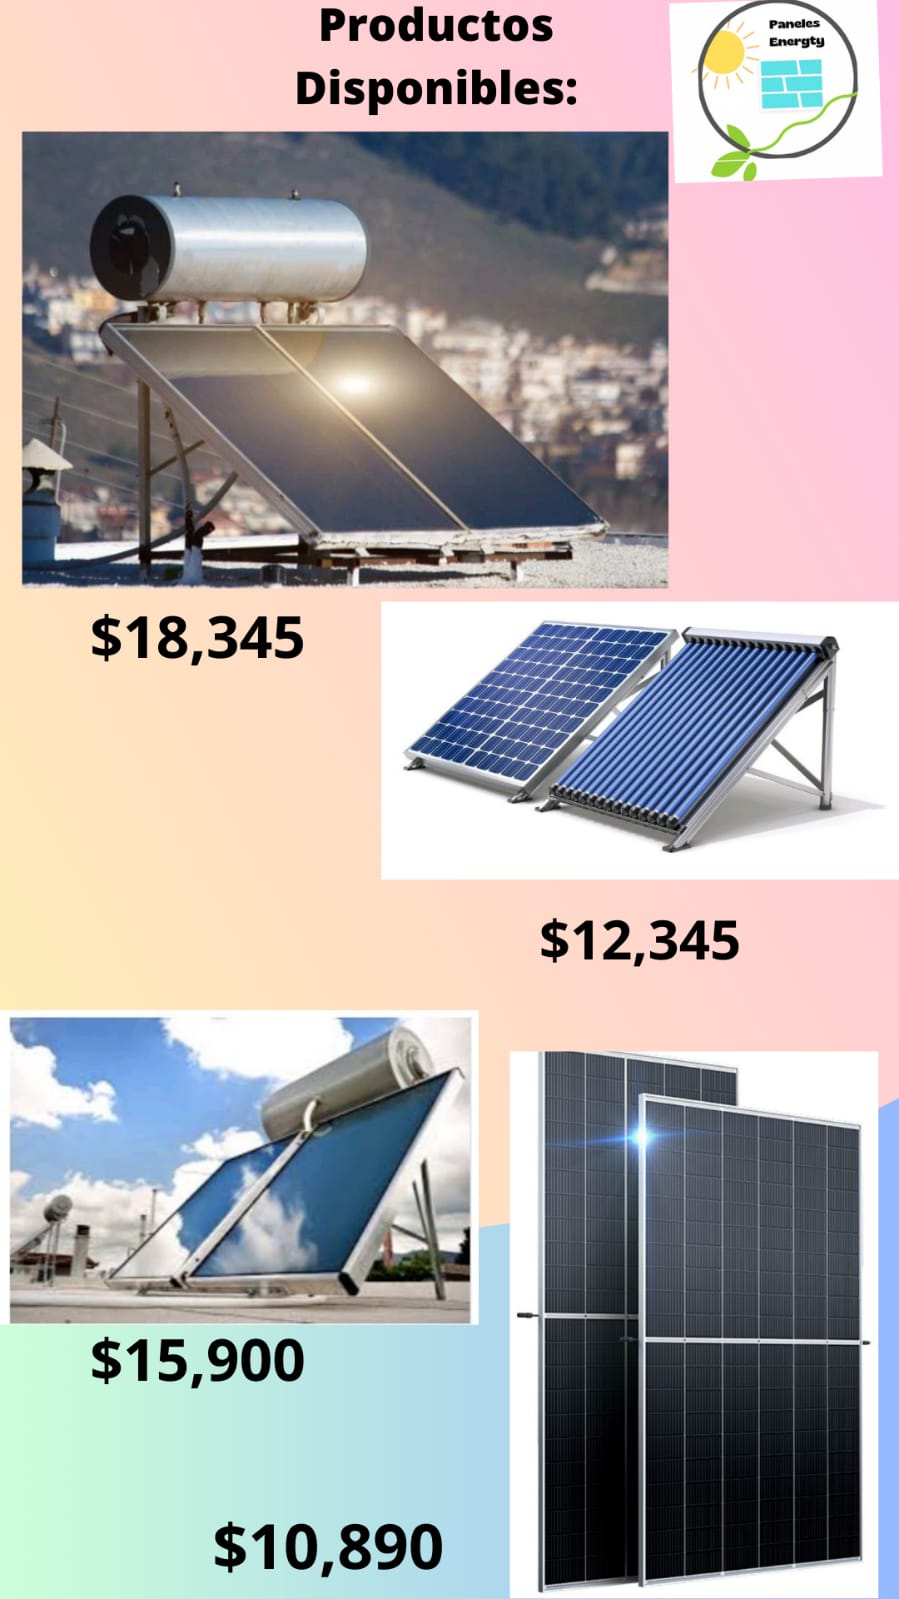 Productos
Disponibles:
Paneles
Energty
$18,345
$12,345
$15,900
$10,890